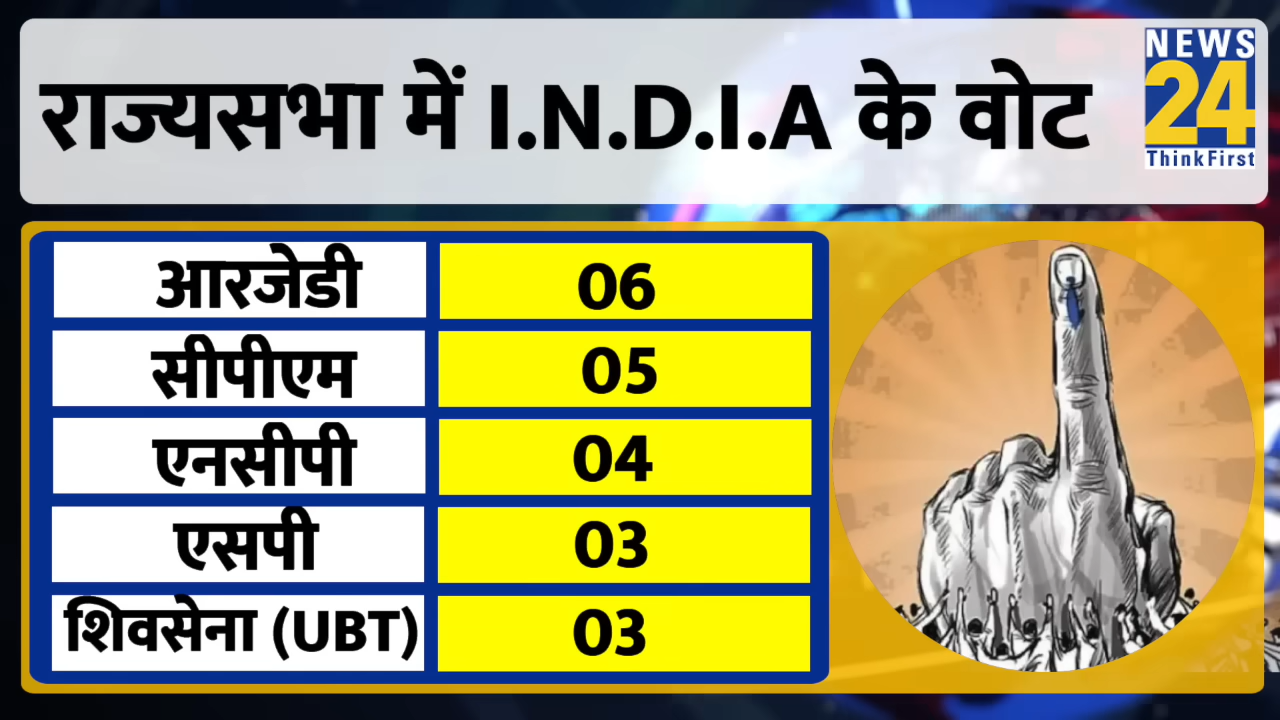 राज्यसभा में I.N.D.I.A के वोट
NEWS
24
ThinkFirst
आरजेडी 06
सीपीएम 05
एनसीपी 04
एसपी 03
शिवसेना (UBT) 03